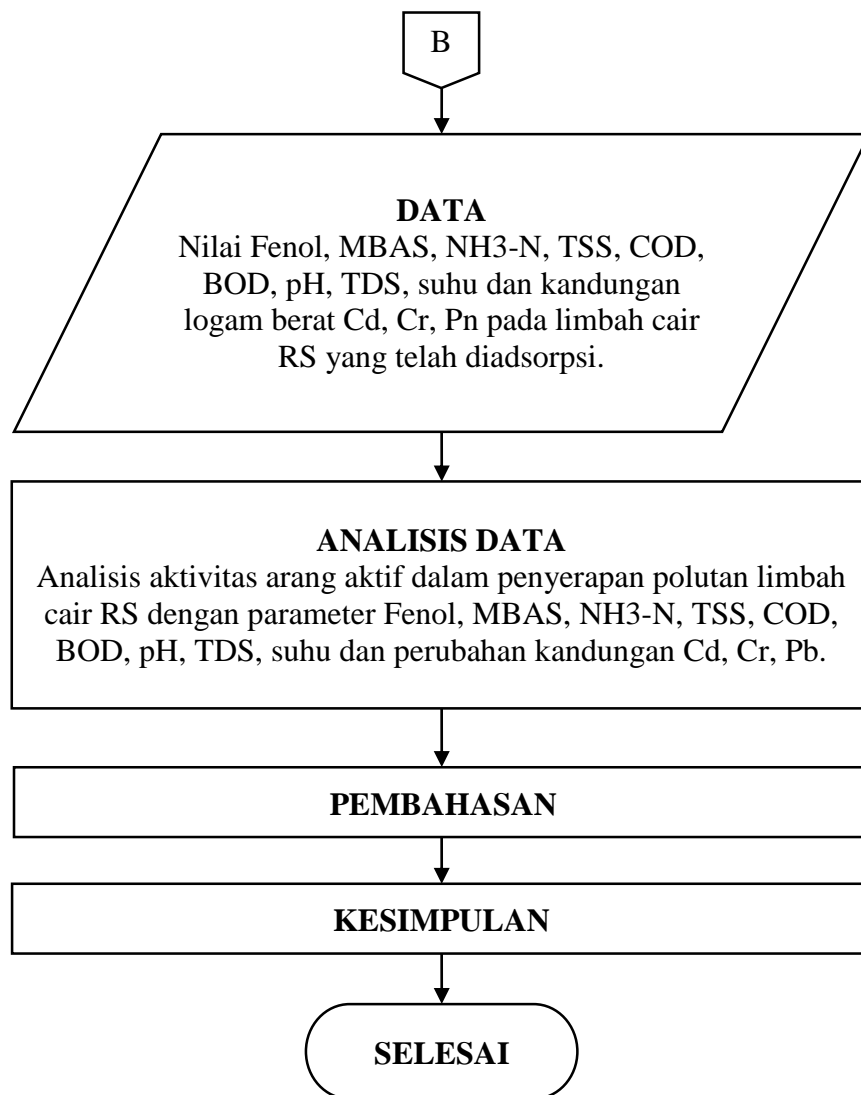 B
DATA
Nilai Fenol, MBAS, NH3-N, TSS, COD,
BOD, pH, TDS, suhu dan kandungan
logam berat Cd, Cr, Pn pada limbah cair
RS yang telah diadsorpsi.
ANALISIS DATA
Analisis aktivitas arang aktif dalam penyerapan polutan limbah
cair RS dengan parameter Fenol, MBAS, NH3-N, TSS, COD,
BOD, pH, TDS, suhu dan perubahan kandungan Cd, Cr, Pb.
PEMBAHASAN
KESIMPULAN
SELESAI